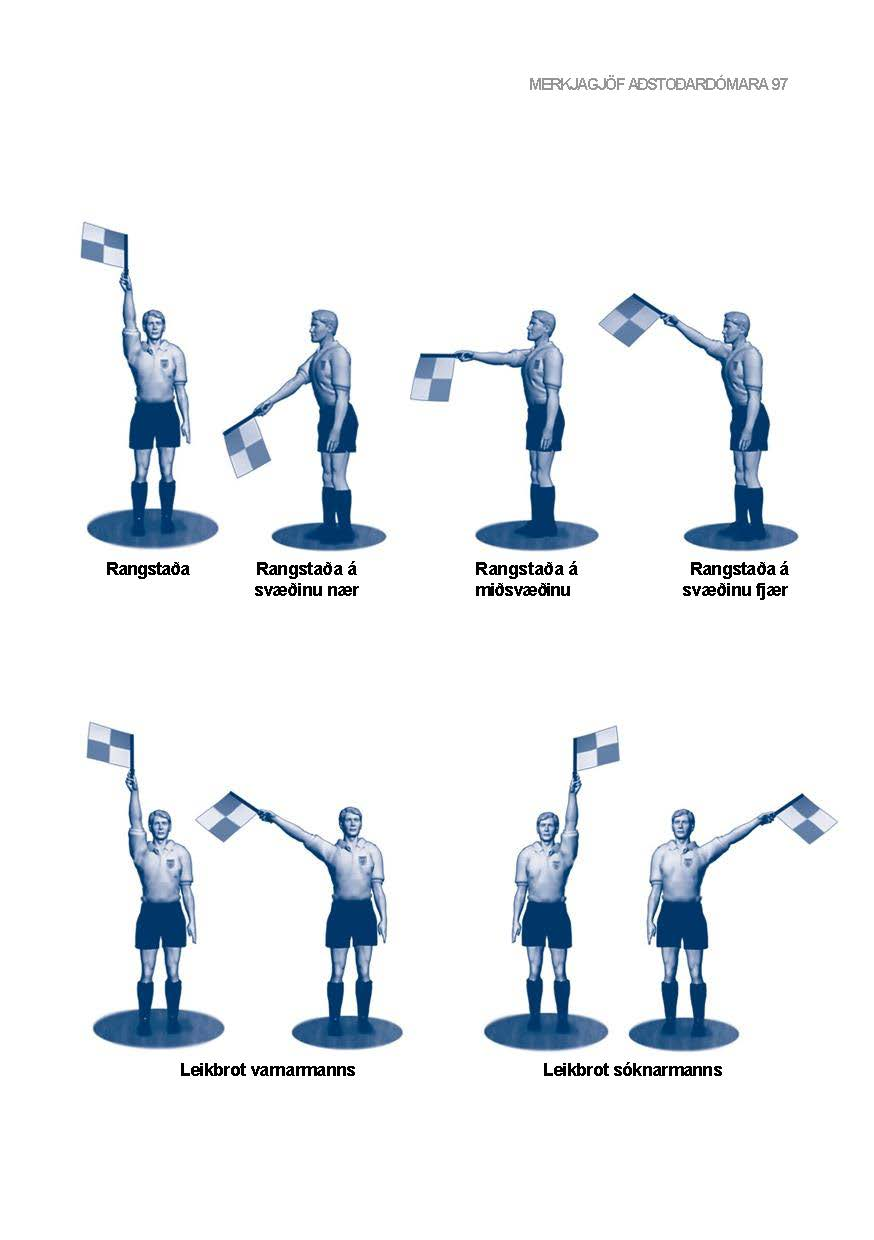 MERKJAGJÖF AÐSTOÐARDÓMARA 97
Rangstaða
Rangstaða á
svæðinu nær
Rangstaða á
miðsvæðinu
Rangstaða á
svæðinu fjær
Leikbrot varnarmanns
Leikbrot sóknarmanns